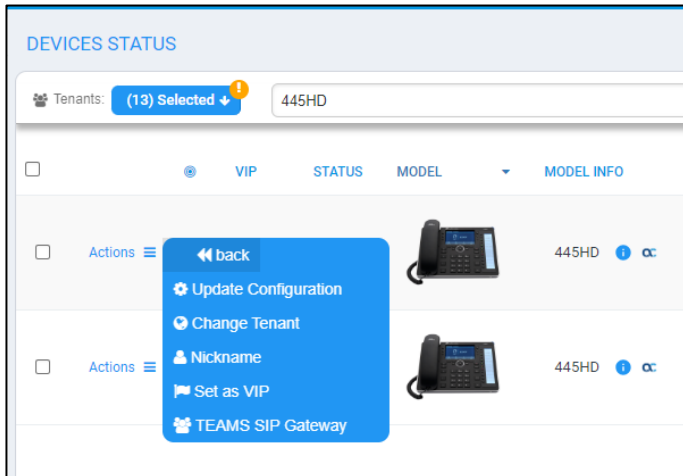 DEVICES STATUS
Tenants: (13) Selected 445HD
VIP STATUS MODEL MODEL INFO
Actions 445HD
back
Update Configuration
Change Tenant
Nickname
Set as VIP
TEAMS SIP Gateway
Actions 445HD